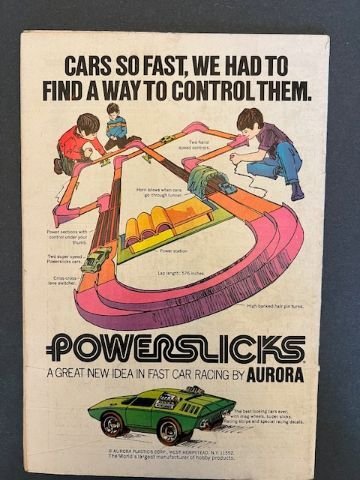 CARS SO FAST, WE HAD TO
FIND A WAY TO CONTROL THEM.
Two hand
speed controls.
Horn blows when cars
go through tunnel.
Power sections with
control under your
thumb.
Power station
Two super speed
Powerslicks cars.
Lap length: 576 inches
Criss-cross
lane switcher.
High banked hair pin turns.
POWERSLICKS
A GREAT NEW IDEA IN FAST CAR RACING BY AURORA
The best looking cars ever,
with mag wheels, super slicks,
racing stripe and special racing decals.
© AURORA PLASTICS CORP., WEST HEMPSTEAD, N.Y. 11552.
The World's largest manufacturer of hobby products.